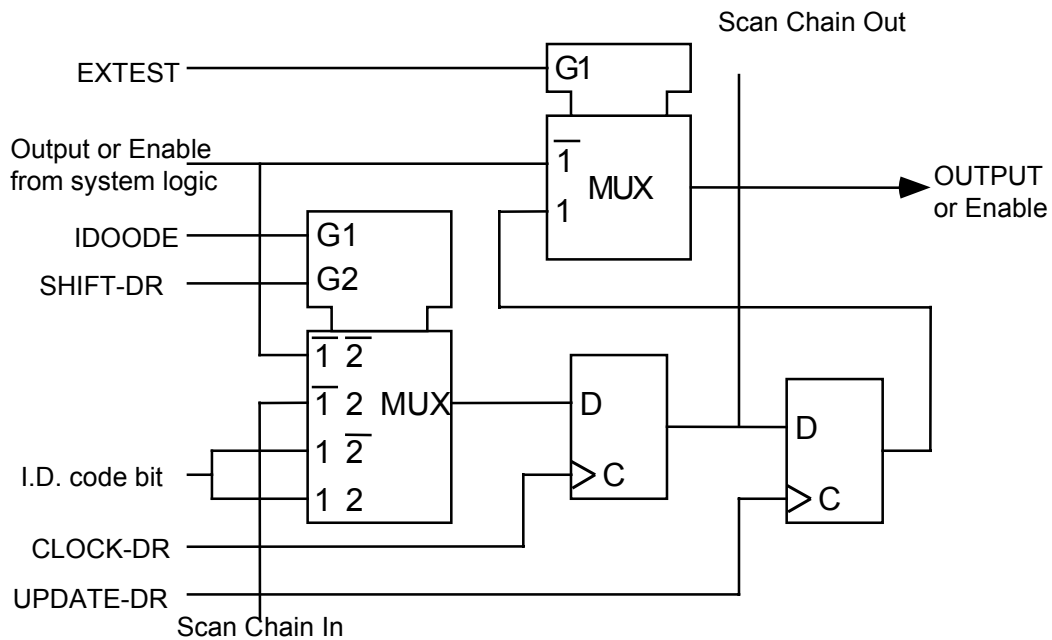 Scan Chain Out
EXTEST
G1
Output or Enable
from system logic
1
MUX
1
OUTPUT
or Enable
IDOODE
G1
SHIFT-DR
G2
1 2
1 2 MUX
1 2
1 2
I.D. code bit
D
C
D
C
CLOCK-DR
UPDATE-DR
Scan Chain In